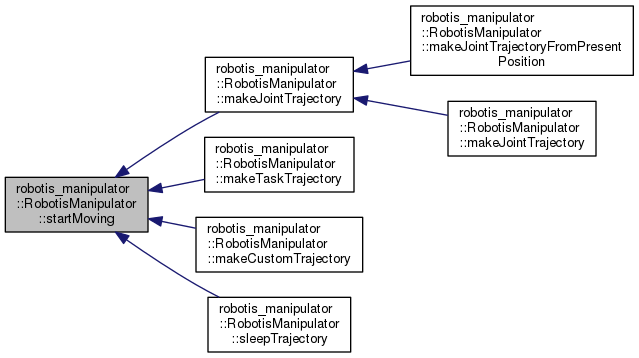 robotis_manipulator
::RobotisManipulator
::startMoving
robotis_manipulator
::RobotisManipulator
::makeJointTrajectory
robotis_manipulator
::RobotisManipulator
::makeJointTrajectoryFromPresent
Position
robotis_manipulator
::RobotisManipulator
::makeJointTrajectory
robotis_manipulator
::RobotisManipulator
::makeTaskTrajectory
robotis_manipulator
::RobotisManipulator
::makeCustomTrajectory
robotis_manipulator
::RobotisManipulator
::sleepTrajectory